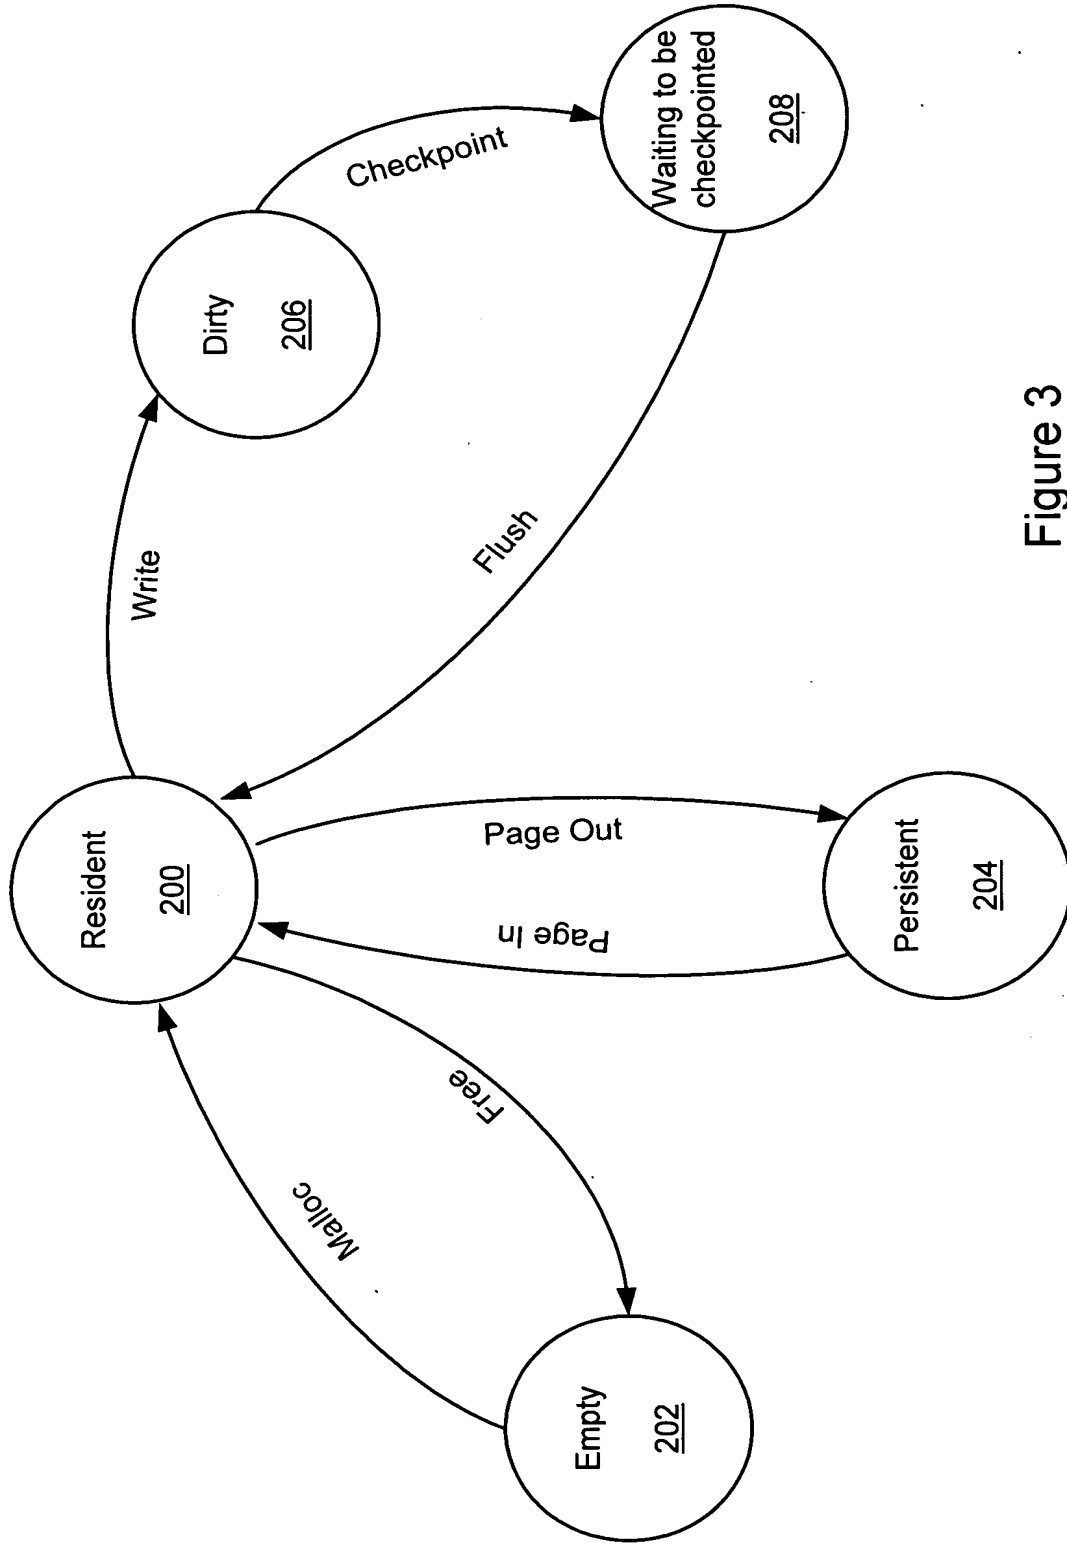 Resident
200
Write
Dirty
206
Checkpoint
Waiting to be
checkpointed
208
Flush
Page Out
Page In
Persistent
204
Free
Malloc
Empty
202
Figure 3